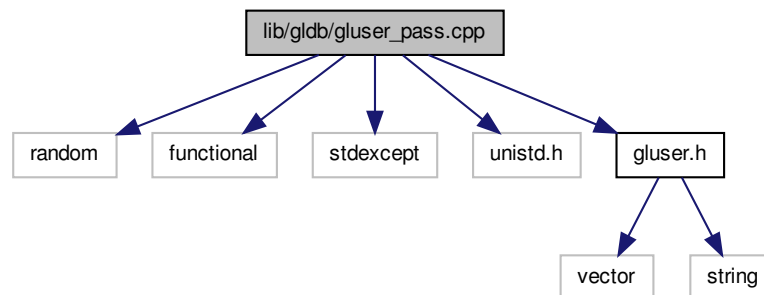 lib/gldb/gluser_pass.cpp
random
functional
stdexcept
unistd.h
gluser.h
vector
string